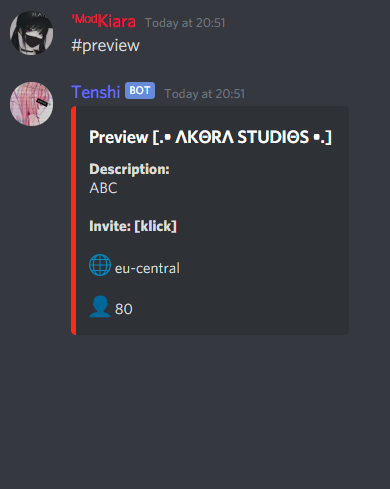 'ᴹᵒᵈKiara Today at 20:51
#preview
Tenshi BOT Today at 20:51
Preview [.▪ ΛKΘRΛ STUDIΘS ▪.]
Description:
ABC
Invite: [klick]
eu-central
80